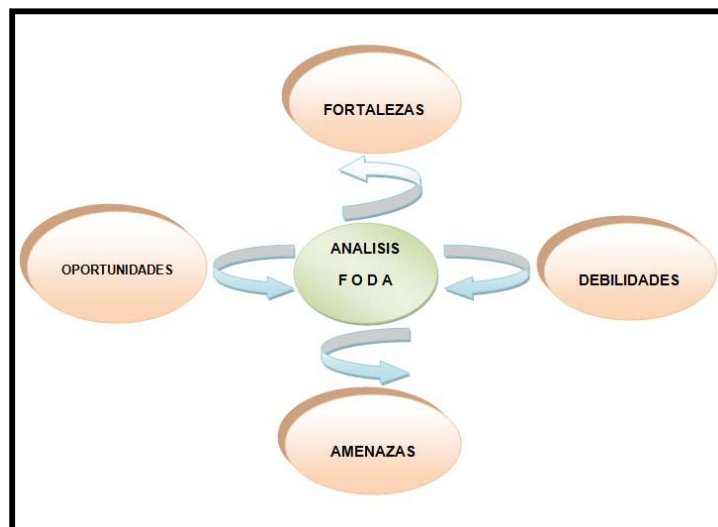 FORTALEZAS
OPORTUNIDADES
ANALISIS
F O D A
DEBILIDADES
AMENAZAS